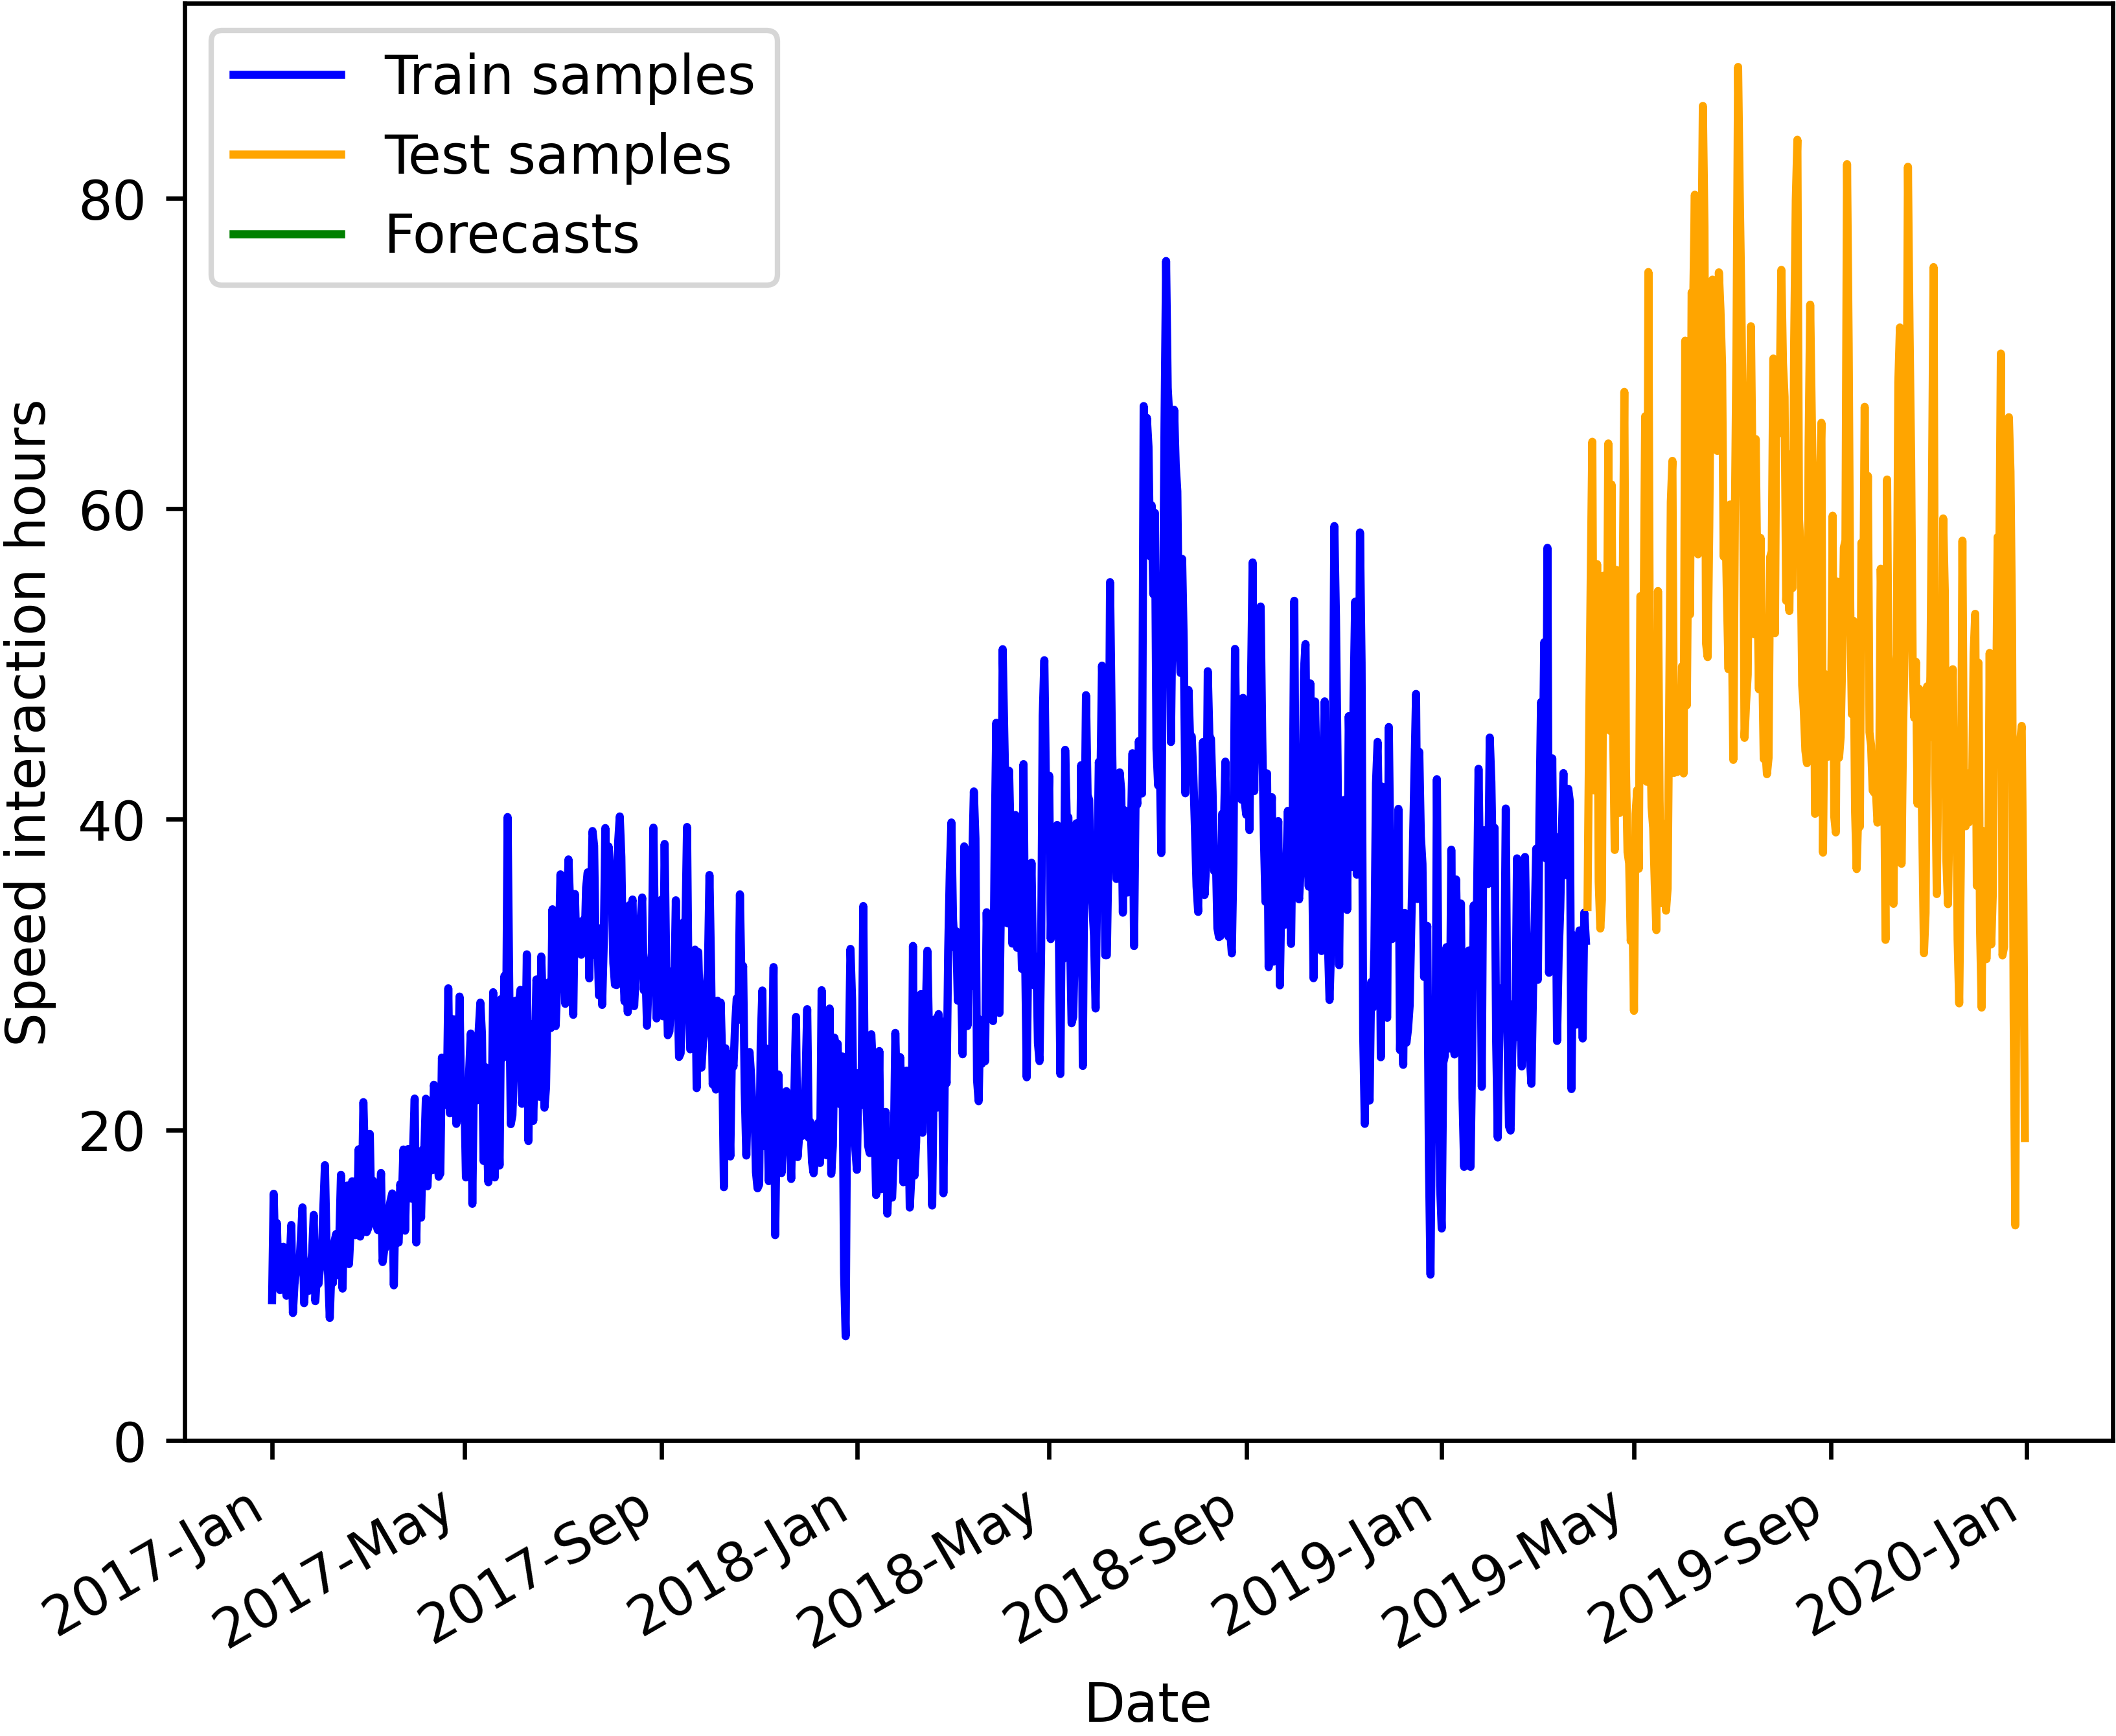 Train samples
Test samples
Forecasts
80
60
40
20
0
Speed interaction hours
2017-Jan
2017-May
2017-Sep
2018-Jan
2018-May
2018-Sep
2019-Jan
2019-May
2019-Sep
2020-Jan
Date